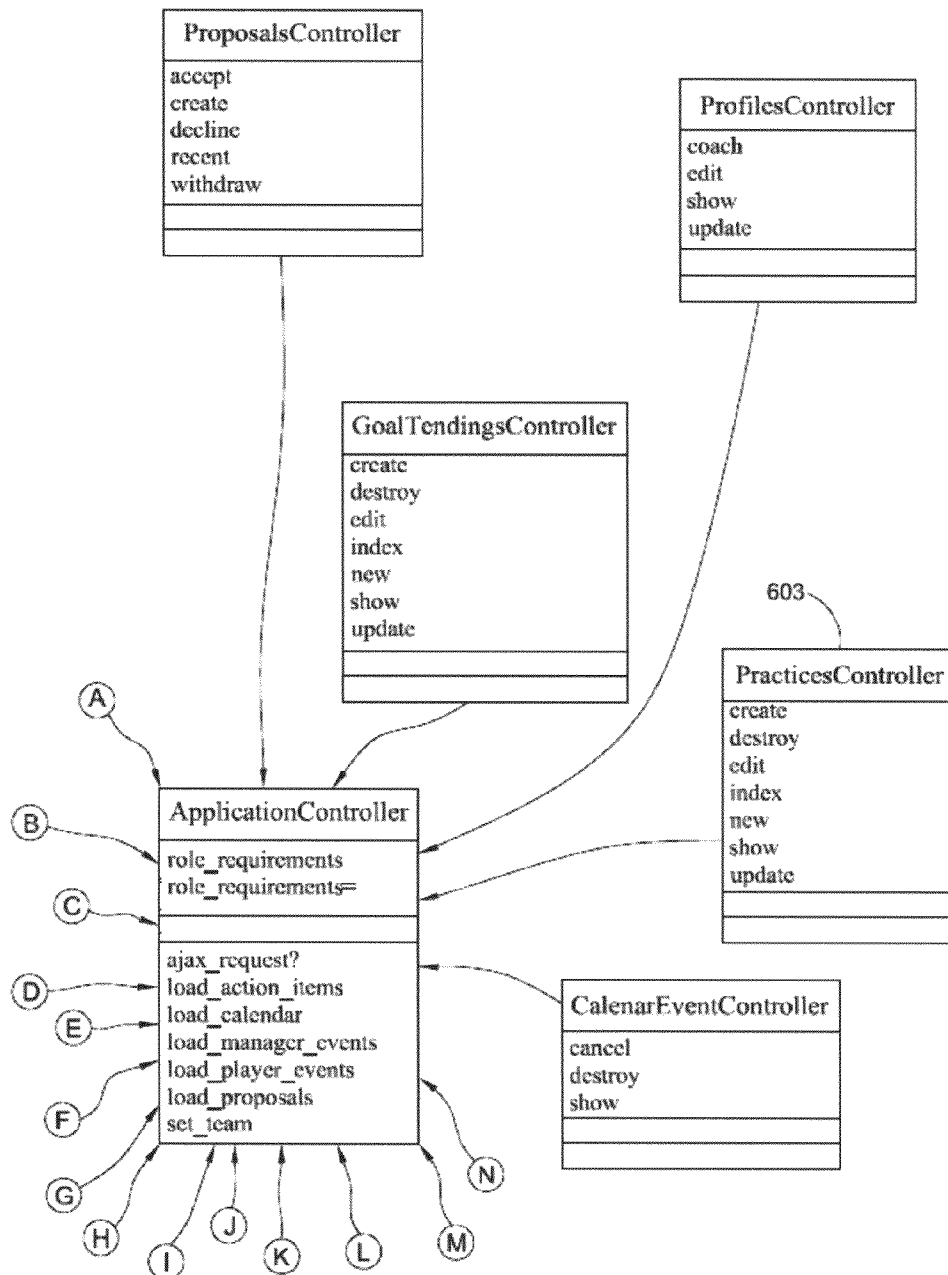 ProposalsController
accept
create
decline
recent
withdraw
ProfilesController
coach
edit
show
update
GoalTendingsController
create
destroy
edit
index
new
show
update
603
PracticesController
create
destroy
edit
index
new
show
update
A
B
C
D
E
F
G
H
I
J
K
L
M
N
ApplicationController
role_requirements
role_requirements=
ajax_request?
load_action_items
load_calendar
load_manager_events
load_player_events
load_proposals
set_team
CalenarEventController
cancel
destroy
show